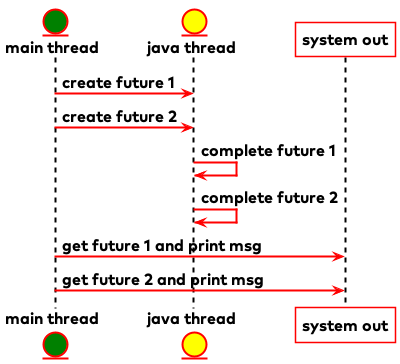 main thread
java thread
system out
create future 1
create future 2
complete future 1
complete future 2
get future 1 and print msg
get future 2 and print msg
main thread
java thread
system out